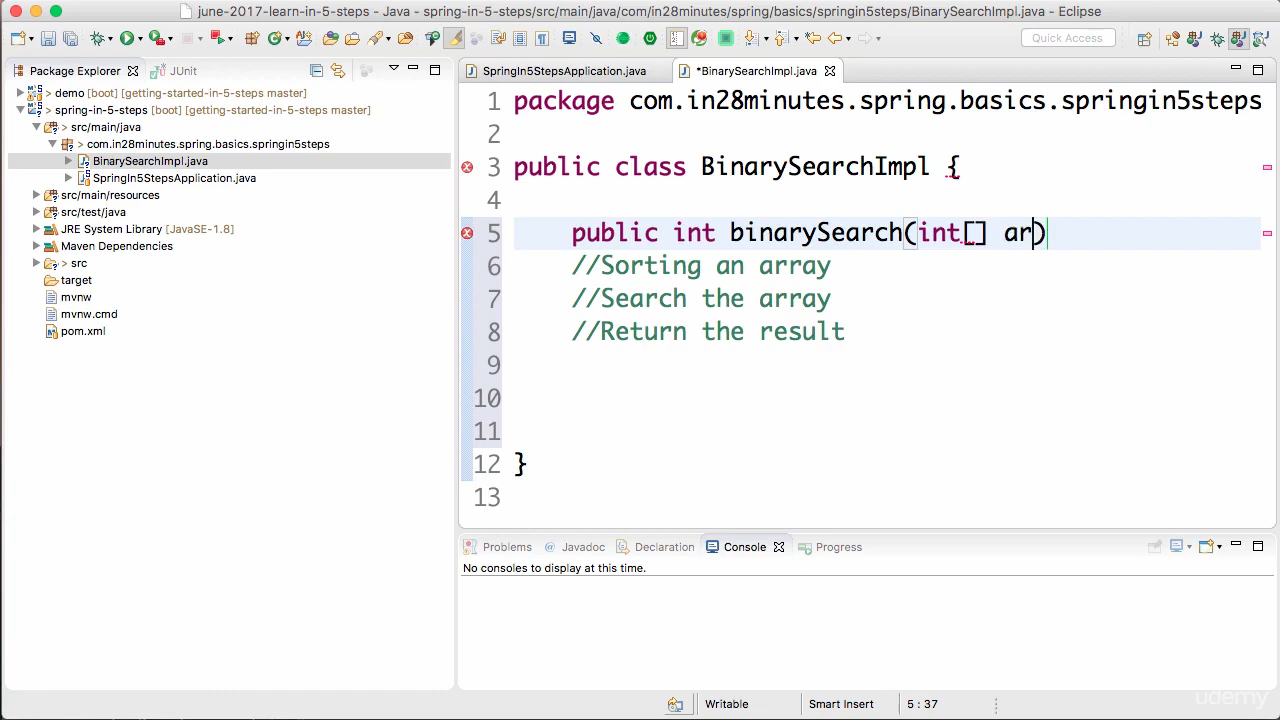 june-2017-learn-in-5-steps - Java - spring-in-5-steps/src/main/java/com/in28minutes/spring/basics/springin5steps/BinarySearchImpl.java - Eclipse
Quick Access
Package Explorer
JUnit
> demo [boot] [getting-started-in-5-steps master]
> spring-in-5-steps [boot] [getting-started-in-5-steps master]
> src/main/java
> com.in28minutes.spring.basics.springin5steps
BinarySearchImpl.java
SpringIn5StepsApplication.java
src/main/resources
src/test/java
JRE System Library [JavaSE-1.8]
Maven Dependencies
> src
target
mvnw
mvnw.cmd
pom.xml
SpringIn5StepsApplication.java
*BinarySearchImpl.java
1 package com.in28minutes.spring.basics.springin5steps
2
3 public class BinarySearchImpl {
4
5 public int binarySearch(int[] ar)
6 //Sorting an array
7 //Search the array
8 //Return the result
9
10
11
12 }
13
Problems
@ Javadoc
Declaration
Console
Progress
No consoles to display at this time.
Writable
Smart Insert
5 : 37
udemy